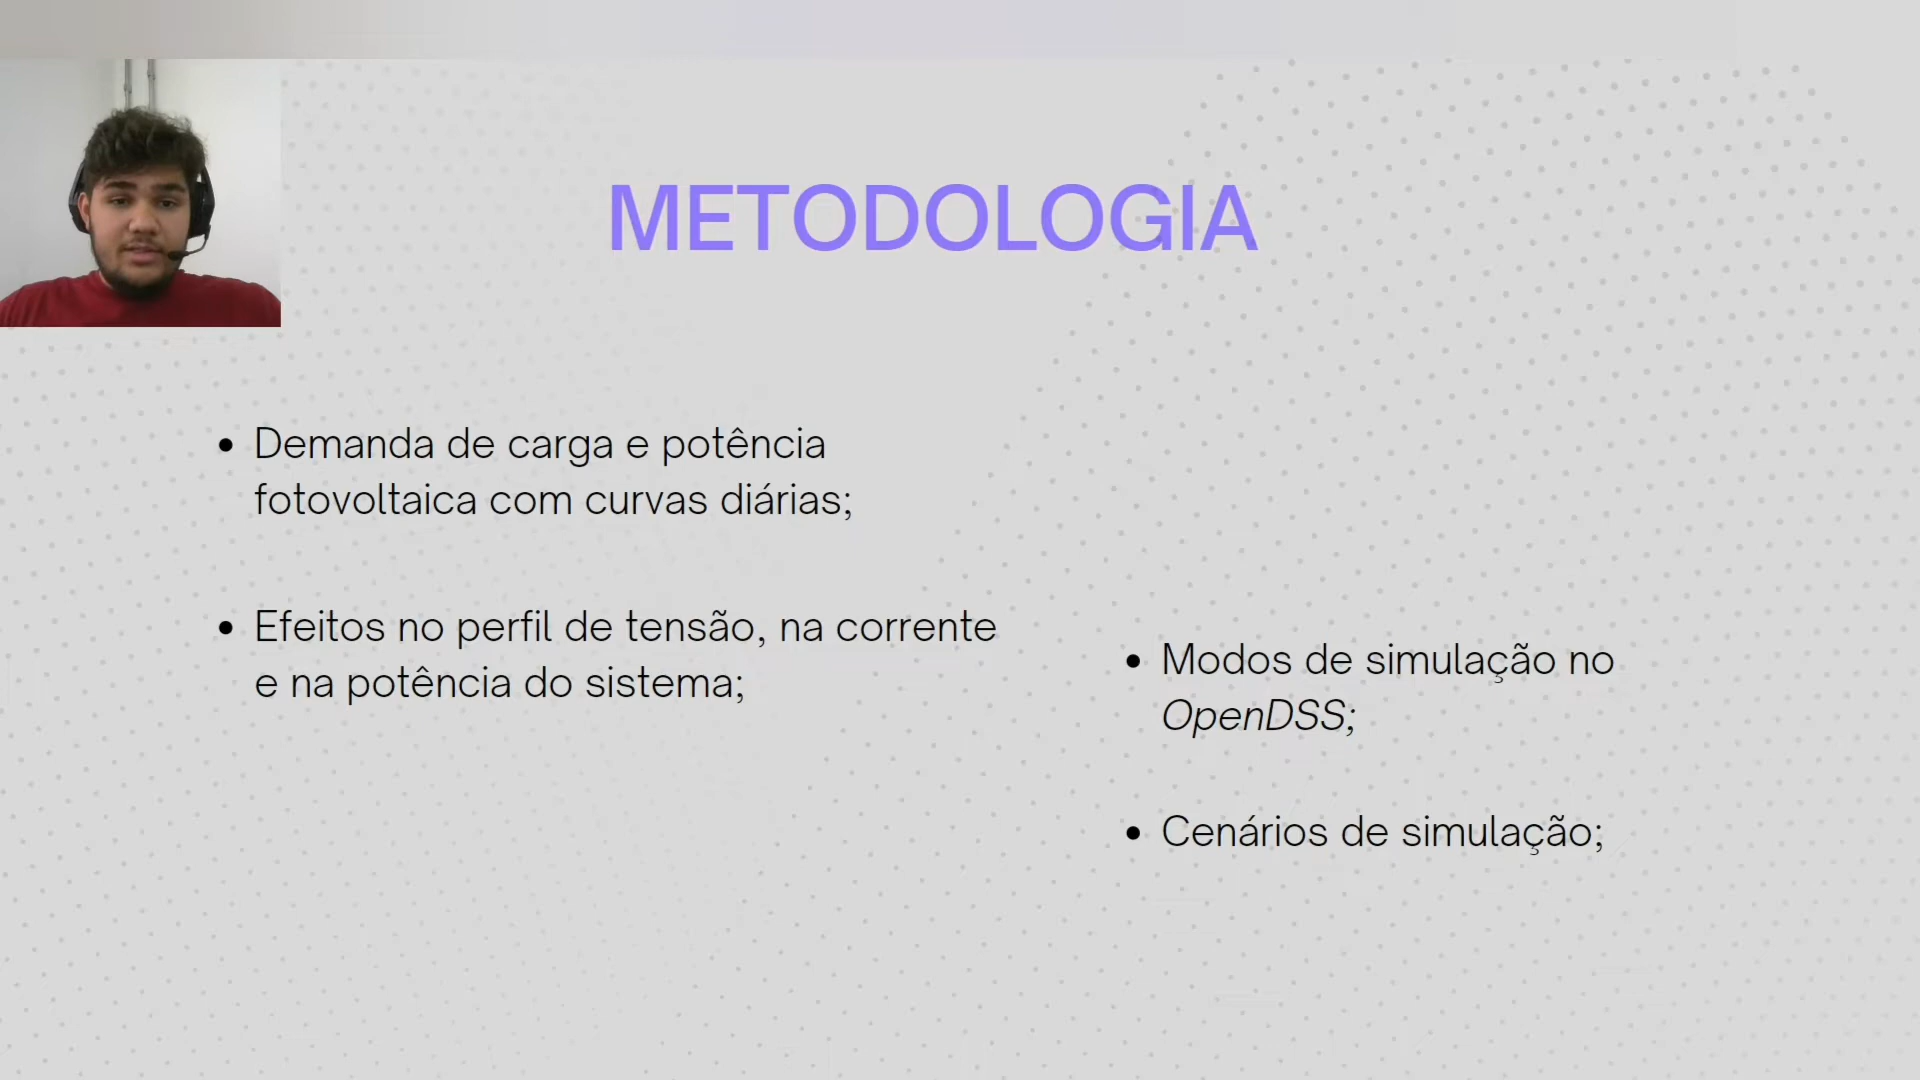 METODOLOGIA
• Demanda de carga e potência
fotovoltaica com curvas diárias;
• Efeitos no perfil de tensão, na corrente
e na potência do sistema;
• Modos de simulação no
OpenDSS;
• Cenários de simulação;